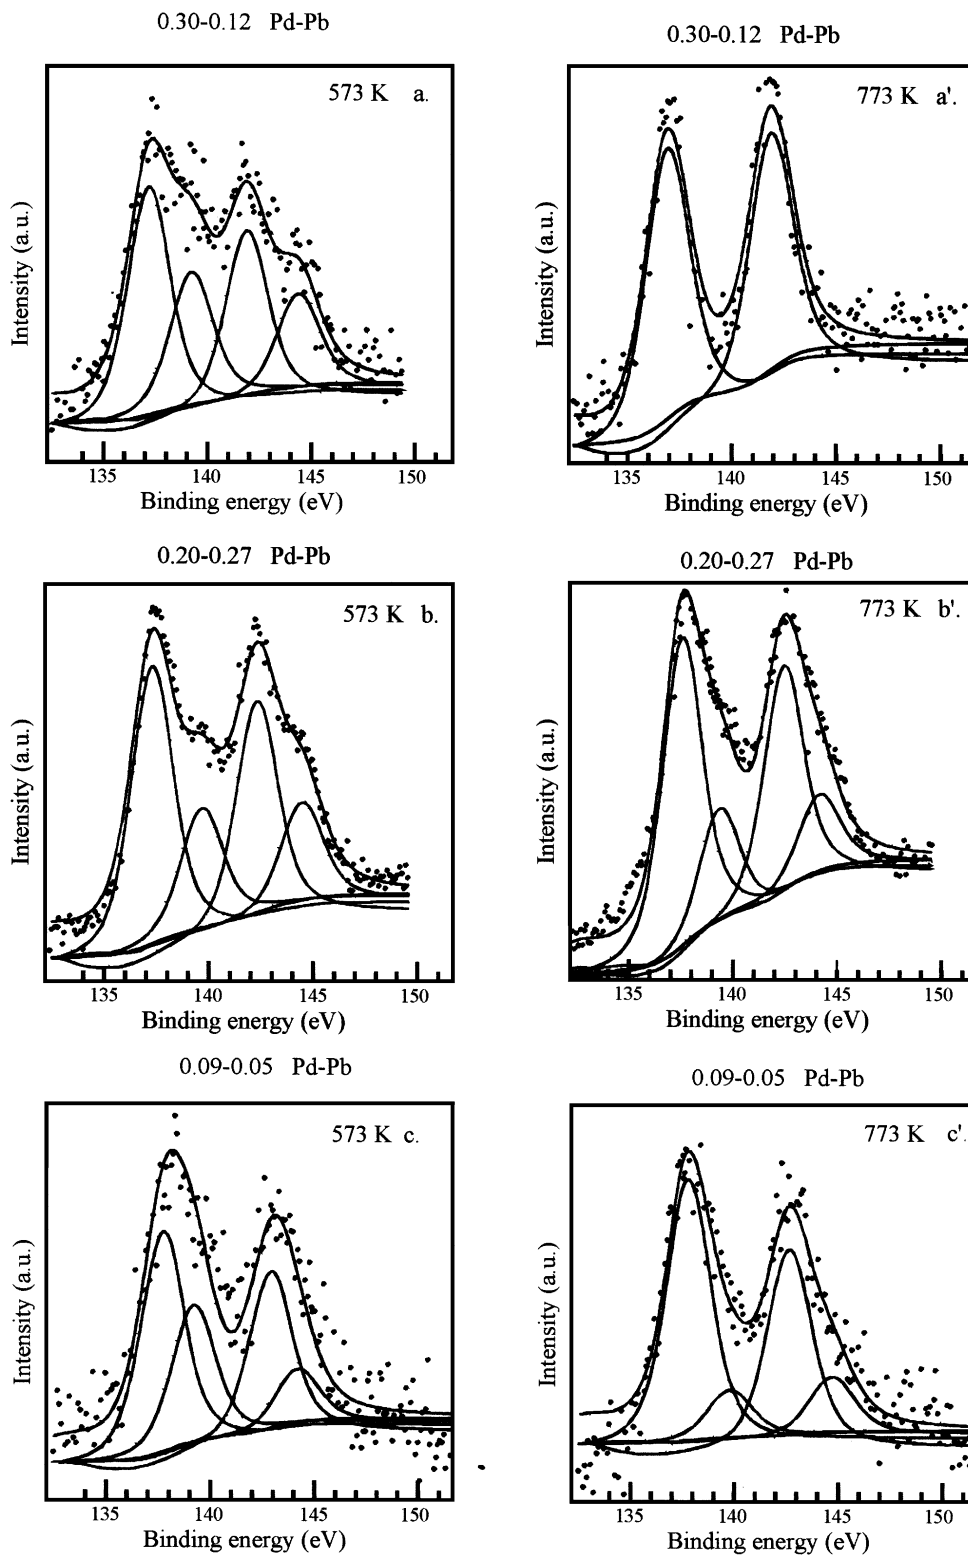 0.30-0.12 Pd-Pb
573 K a.
Intensity (a.u.)
135 140 145 150
Binding energy (eV)
0.30-0.12 Pd-Pb
773 K a'.
Intensity (a.u.)
135 140 145 150
Binding energy (eV)
0.20-0.27 Pd-Pb
573 K b.
Intensity (a.u.)
135 140 145 150
Binding energy (eV)
0.20-0.27 Pd-Pb
773 K b'.
Intensity (a.u.)
135 140 145 150
Binding energy (eV)
0.09-0.05 Pd-Pb
573 K c.
Intensity (a.u.)
135 140 145 150
Binding energy (eV)
0.09-0.05 Pd-Pb
773 K c'.
Intensity (a.u.)
135 140 145 150
Binding energy (eV)